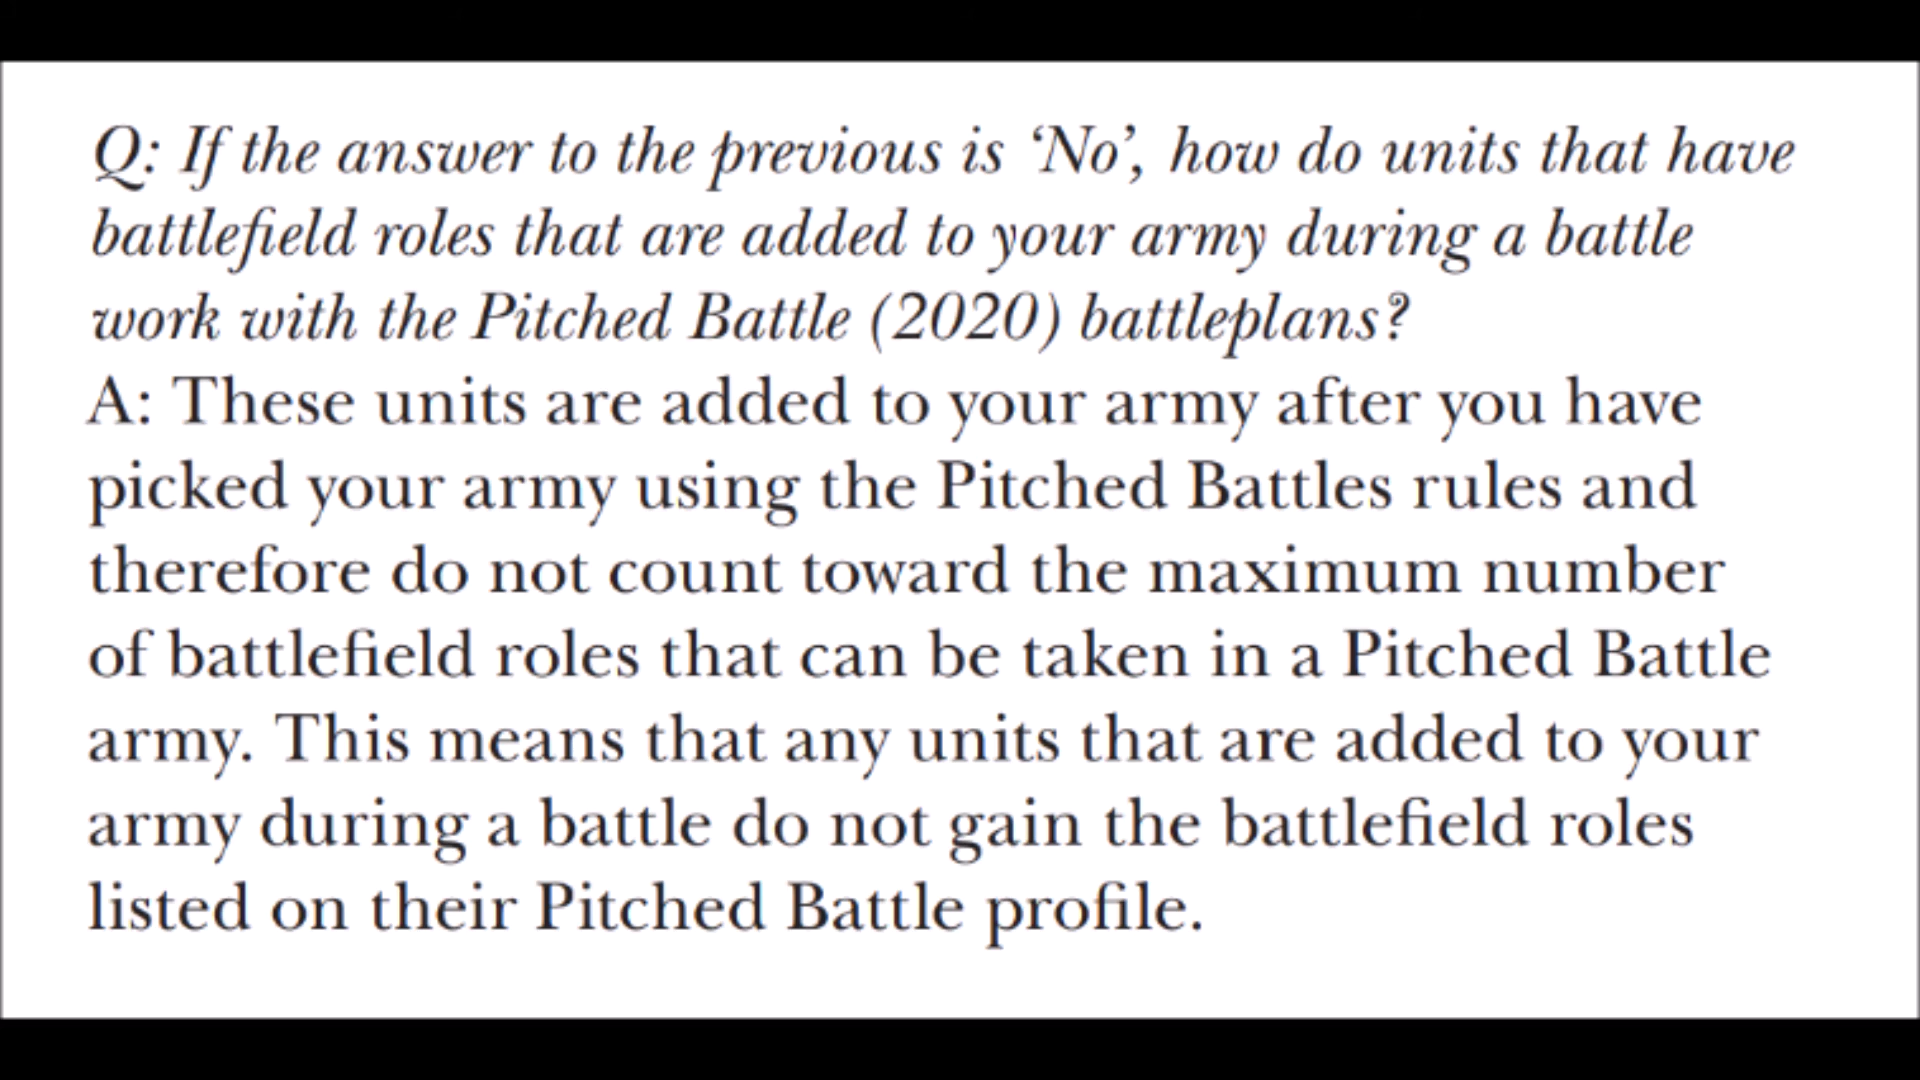 Q: If the answer to the previous is ‘No’, how do units that have
battlefield roles that are added to your army during a battle
work with the Pitched Battle (2020) battleplans?
A: These units are added to your army after you have
picked your army using the Pitched Battles rules and
therefore do not count toward the maximum number
of battlefield roles that can be taken in a Pitched Battle
army. This means that any units that are added to your
army during a battle do not gain the battlefield roles
listed on their Pitched Battle profile.